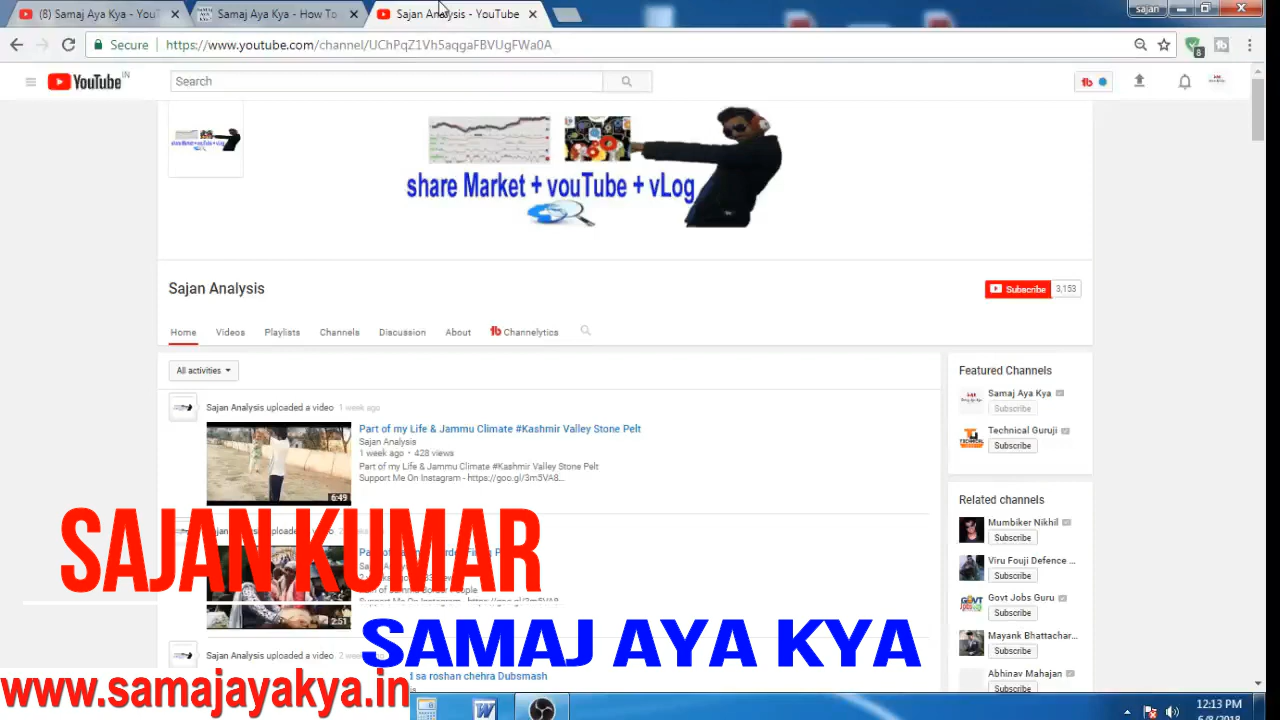 (8) Samaj Aya Kya - You
Samaj Aya Kya - How To
Sajan Analysis - YouTube
sajan
Secure
https://www.youtube.com/channel/UChPqZ1Vh5aqgaFBVUgFWa0A
8
YouTube IN
Search
share Market + youTube + vLog
Sajan Analysis
Subscribe 3,153
Home Videos Playlists Channels Discussion About Channelytics
All activities
Sajan Analysis uploaded a video 1 week ago
Part of my Life & Jammu Climate #Kashmir Valley Stone Pelt
Sajan Analysis
1 week ago • 428 views
Part of my Life & Jammu Climate #Kashmir Valley Stone Pelt
Support Me On Instagram - https://goo.gl/3m5VA8...
6:49
2:51
Sajan Analysis uploaded a video
sa roshan chehra Dubsmash
Featured Channels
Samaj Aya Kya
Subscribe
Technical Guruji
Subscribe
Related channels
Mumbiker Nikhil
Subscribe
Viru Fouji Defence ...
Subscribe
Govt Jobs Guru
Subscribe
Mayank Bhattachar...
Subscribe
Abhinav Mahajan
Subscribe
SAJAN KUMAR
SAMAJ AYA KYA
www.samajayakya.in
12:13 PM
6/8/2018